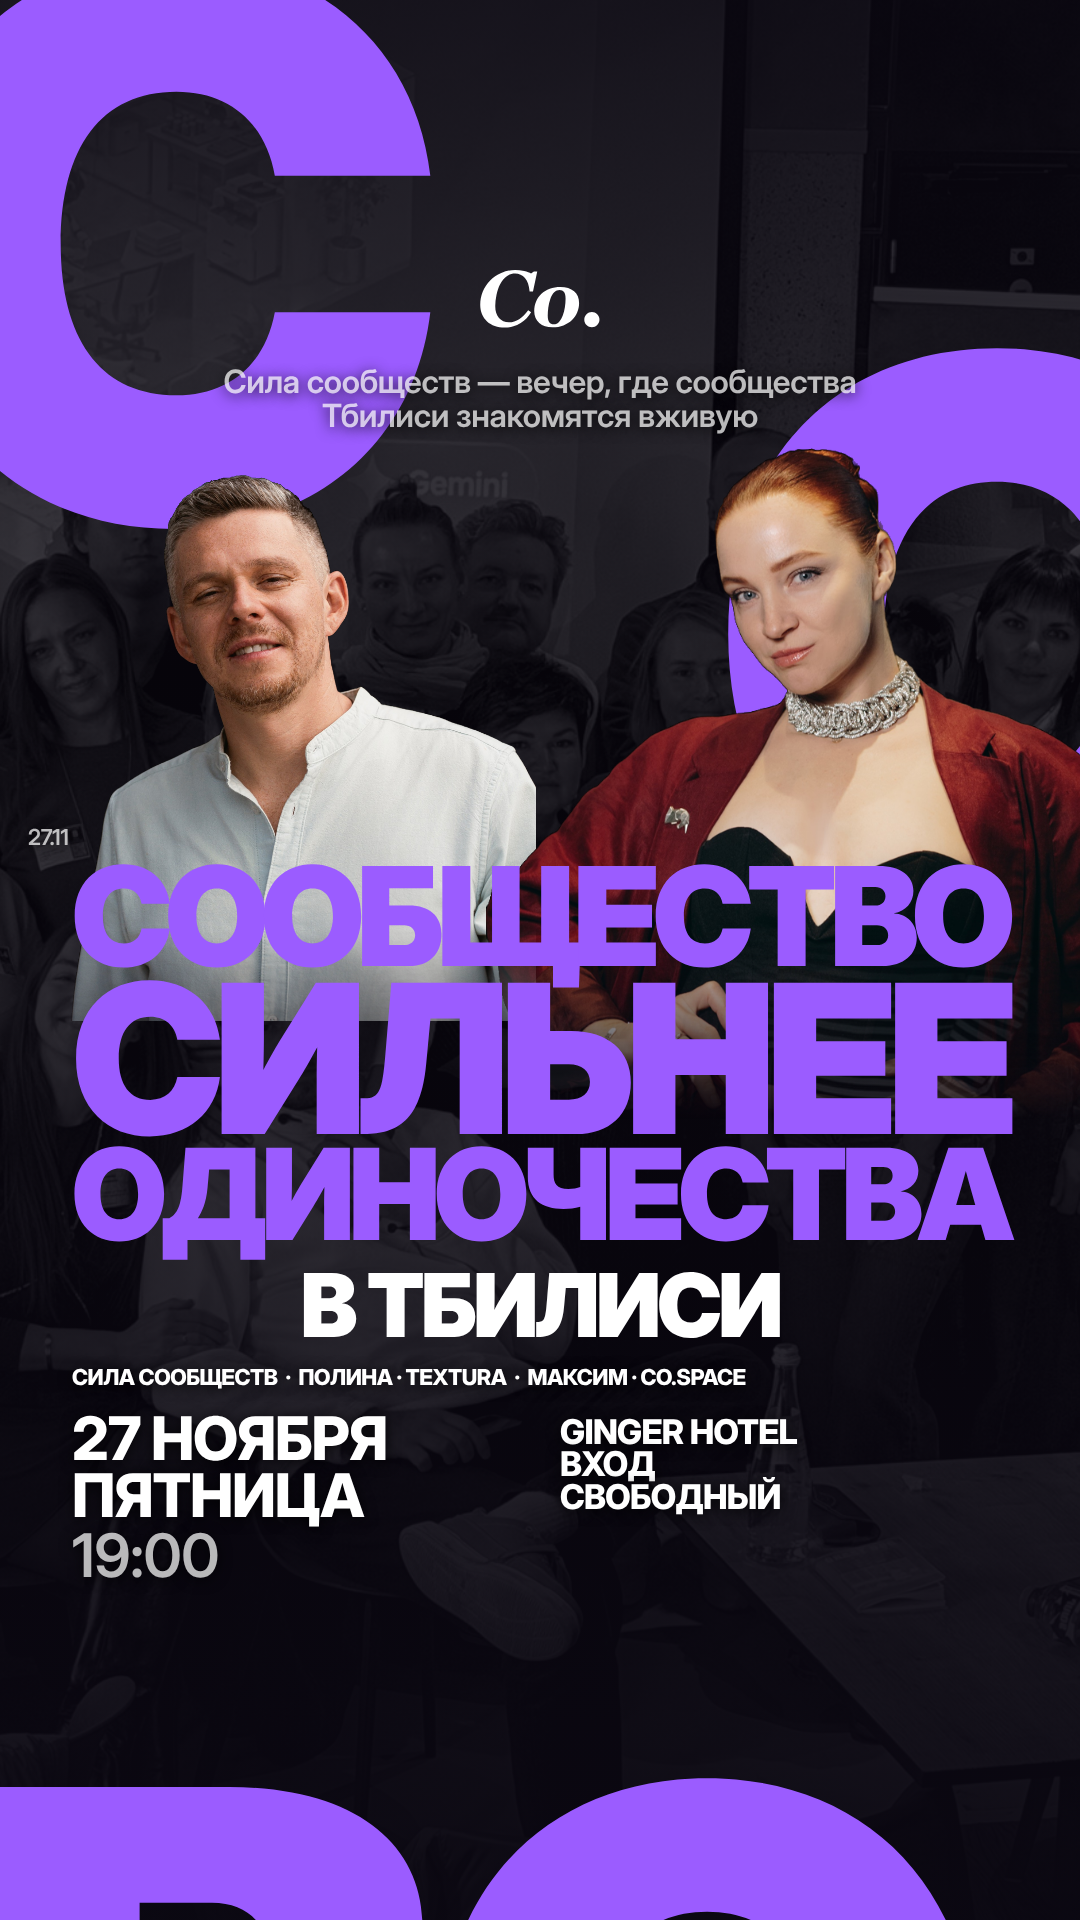 Co.
Сила сообществ — вечер, где сообщества
Тбилиси знакомятся вживую
Gemini
27.11
СООБЩЕСТВО
СИЛЬНЕЕ
ОДИНОЧЕСТВА
В ТБИЛИСИ
СИЛА СООБЩЕСТВ · ПОЛИНА · TEXTURA · МАКСИМ · CO.SPACE
27 НОЯБРЯ
ПЯТНИЦА
19:00
GINGER HOTEL
ВХОД
СВОБОДНЫЙ